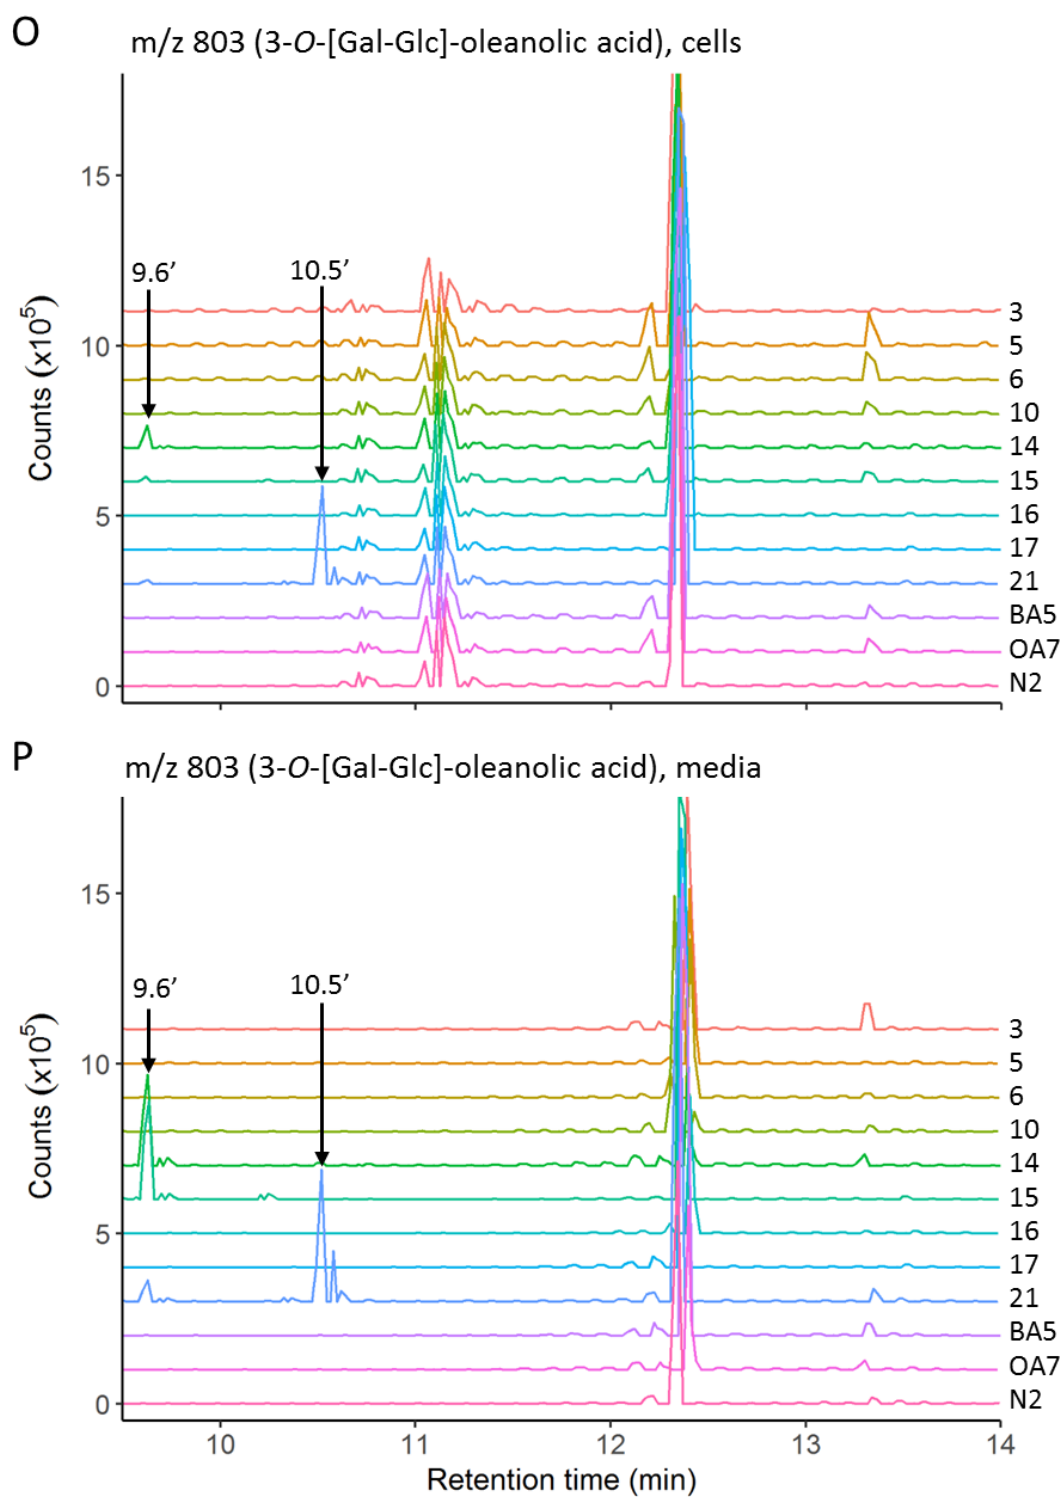 O
m/z 803 (3-O-[Gal-Glc]-oleanolic acid), cells
Counts (x10⁵)
15
10
5
0
9.6’
10.5’
3
5
6
10
14
15
16
17
21
BA5
OA7
N2
P
m/z 803 (3-O-[Gal-Glc]-oleanolic acid), media
Counts (x10⁵)
15
10
5
0
9.6’
10.5’
3
5
6
10
14
15
16
17
21
BA5
OA7
N2
10 11 12 13 14
Retention time (min)